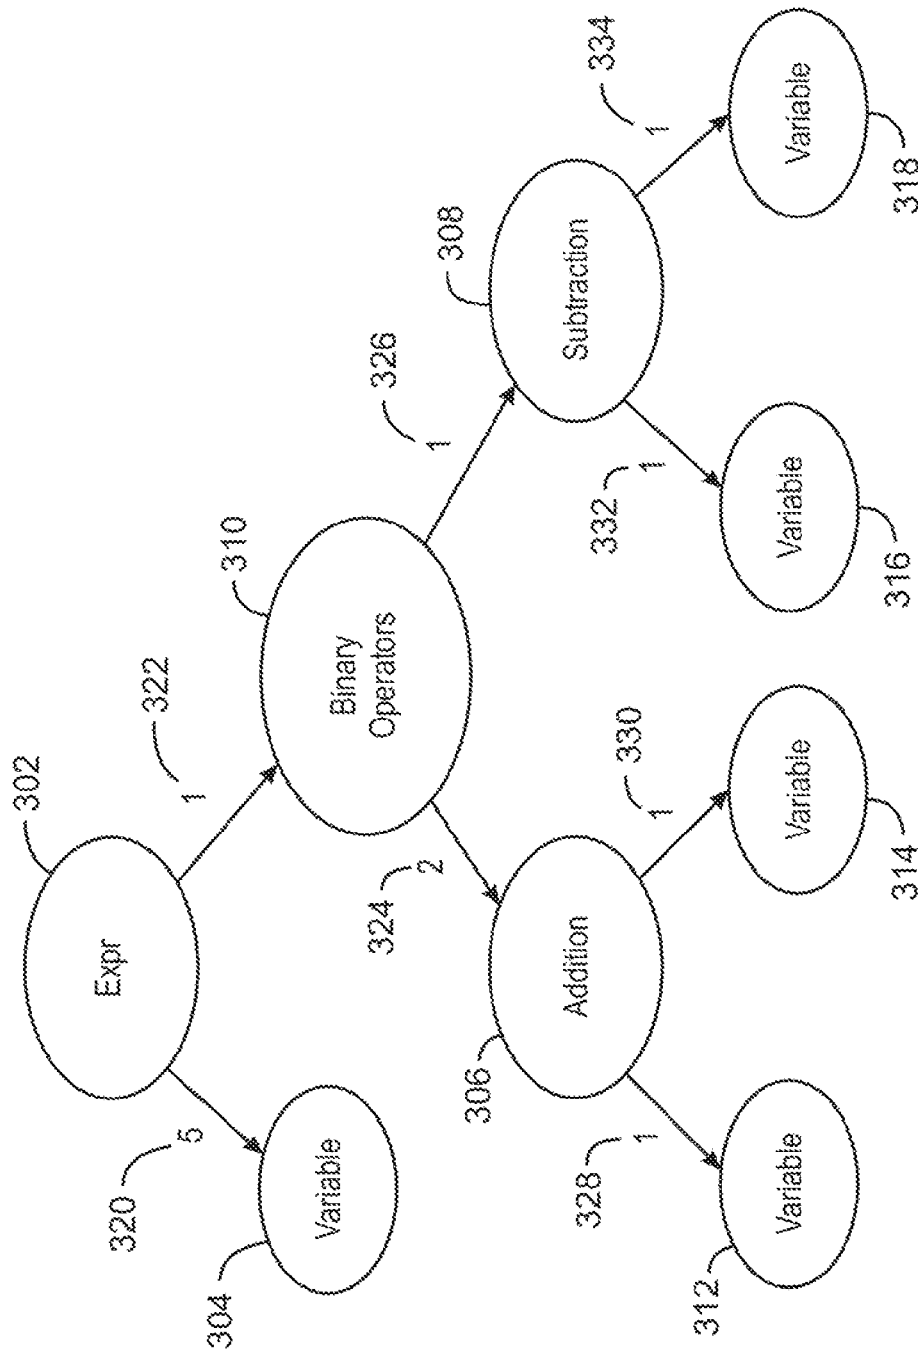 302
Expr
322
1
320
5
304
Variable
310
Binary
Operators
326
1
324
2
308
Subtraction
306
Addition
334
1
332
1
330
1
328
1
312
Variable
314
Variable
316
Variable
318
Variable